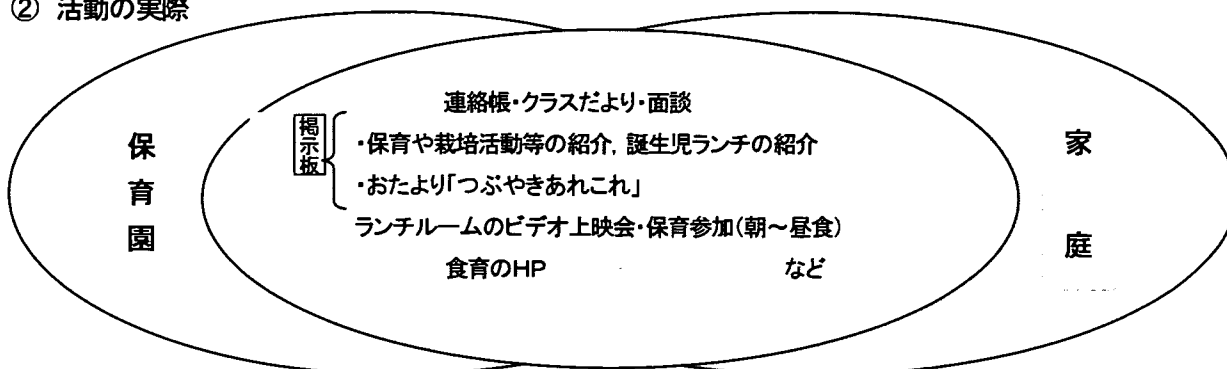 ② 活動の実際
連絡帳・クラスだより・面談
掲示板
・保育や栽培活動等の紹介，誕生児ランチの紹介
・おたより「つぶやきあれこれ」
ランチルームのビデオ上映会・保育参加(朝～昼食)
食育のHP など
保育園
家庭